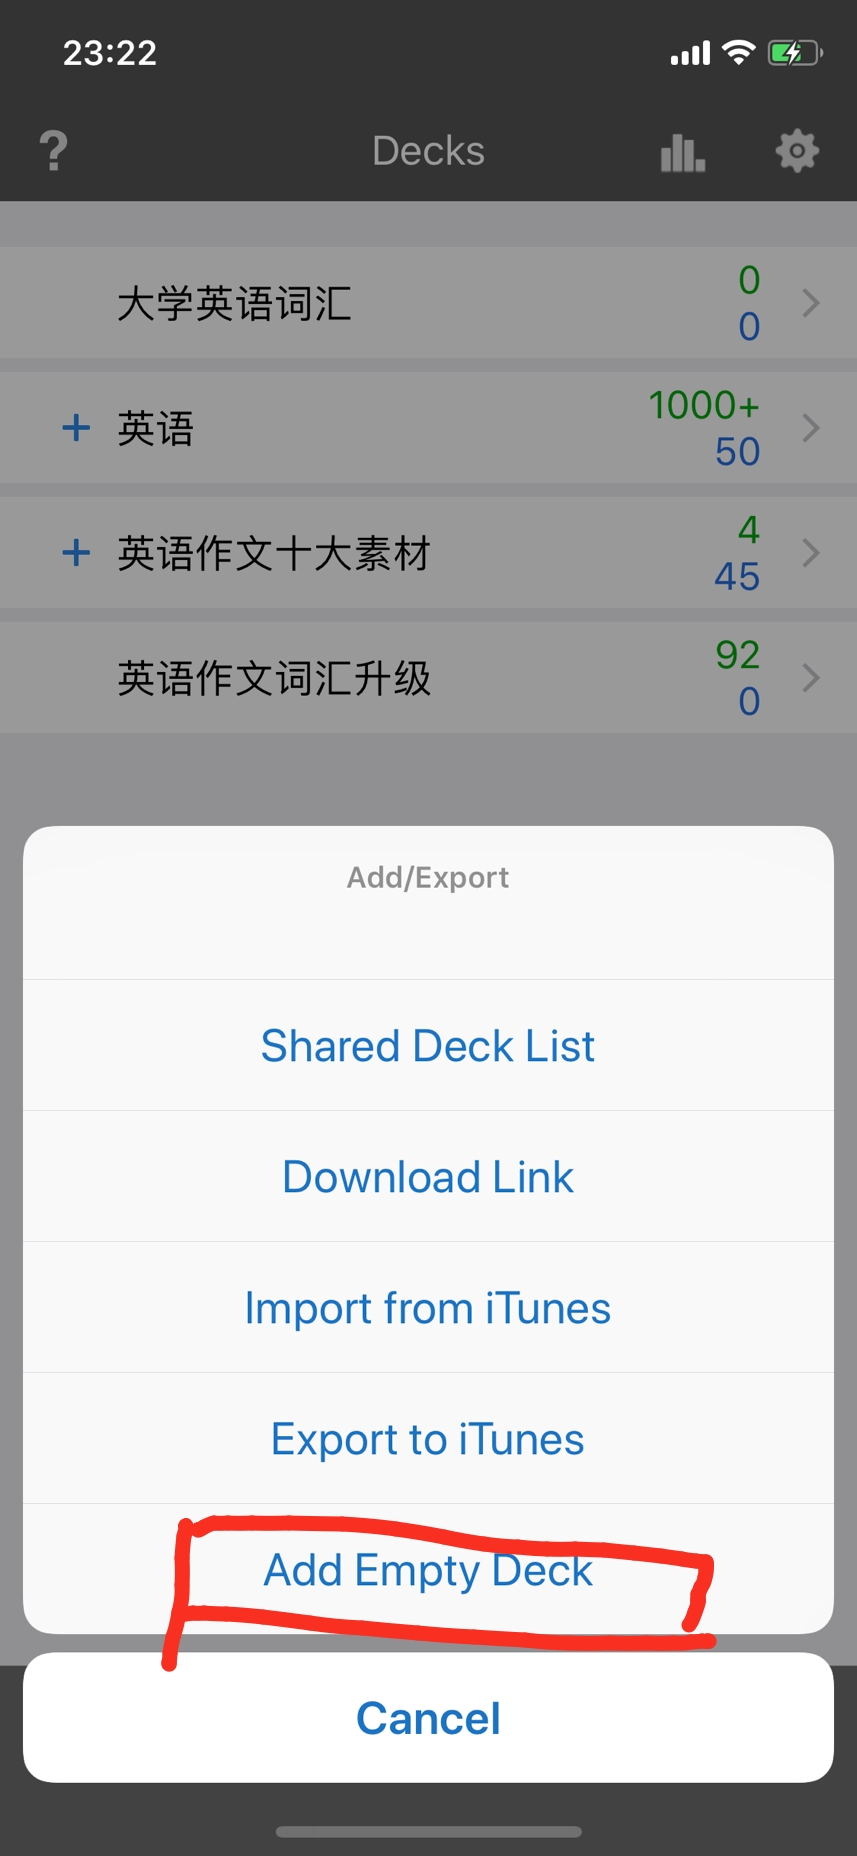 23:22
?
Decks
大学英语词汇
0
0
+ 英语
1000+
50
+ 英语作文十大素材
4
45
英语作文词汇升级
92
0
Add/Export
Shared Deck List
Download Link
Import from iTunes
Export to iTunes
Add Empty Deck
Cancel